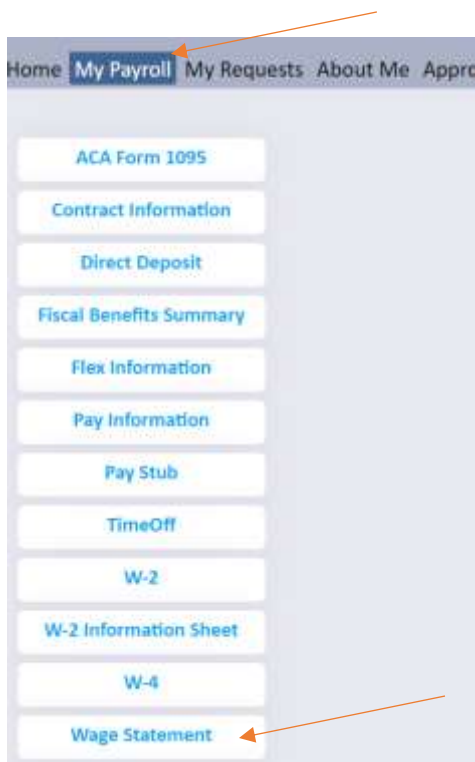 Home My Payroll My Requests About Me Appro
ACA Form 1095
Contract Information
Direct Deposit
Fiscal Benefits Summary
Flex Information
Pay Information
Pay Stub
TimeOff
W-2
W-2 Information Sheet
W-4
Wage Statement